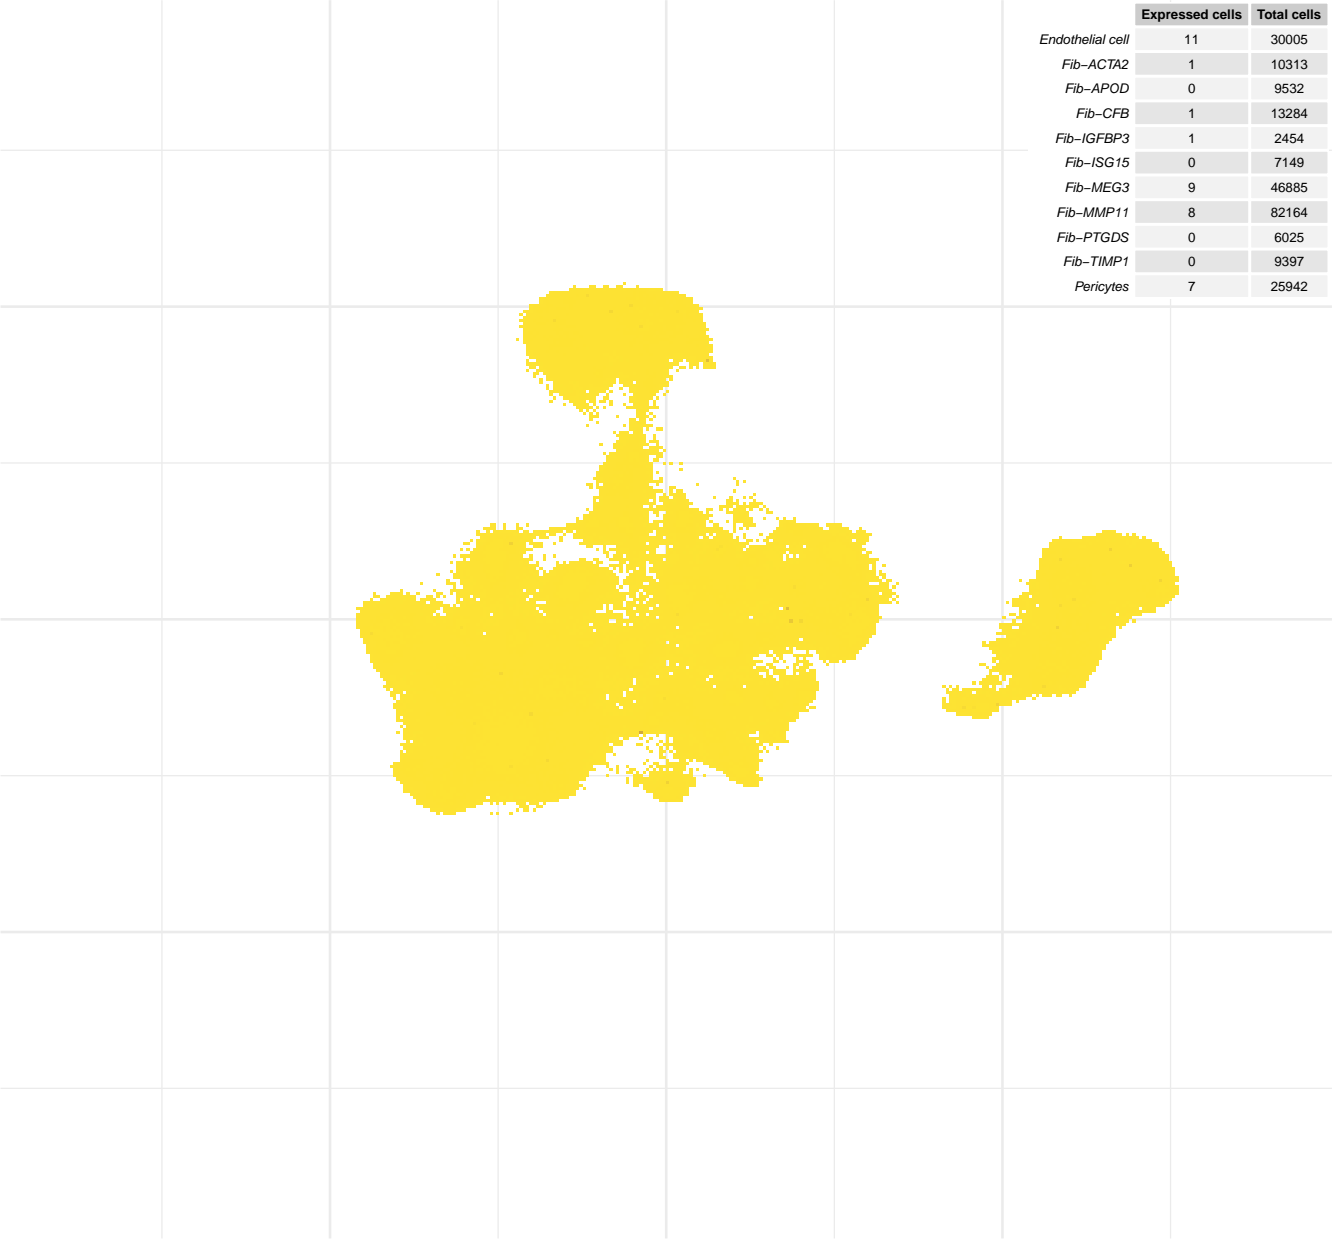 Expressed cells Total cells
Endothelial cell 11 30005
Fib−ACTA2 1 10313
Fib−APOD 0 9532
Fib−CFB 1 13284
Fib−IGFBP3 1 2454
Fib−ISG15 0 7149
Fib−MEG3 9 46885
Fib−MMP11 8 82164
Fib−PTGDS 0 6025
Fib−TIMP1 0 9397
Pericytes 7 25942